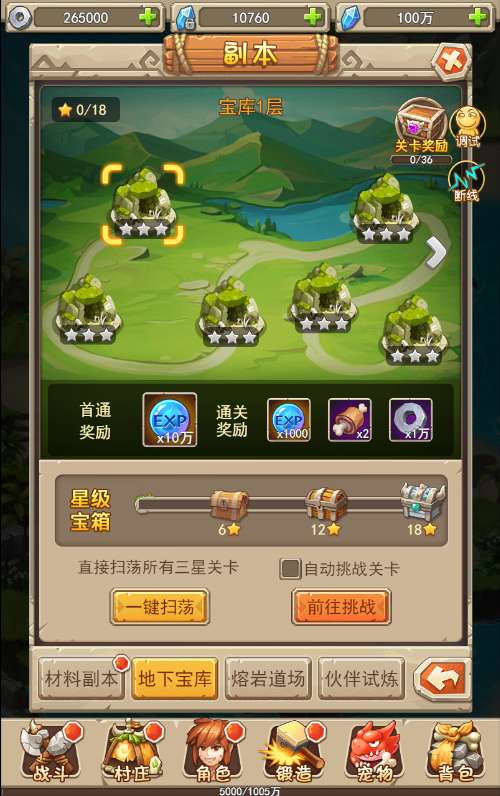 265000
10760
100万
副本
0/18
宝库1层
关卡奖励
0/36
调试
断线
首通
奖励
EXP
x10万
通关
奖励
EXP
x1000
x2
x1万
星级
宝箱
6
12
18
直接扫荡所有三星关卡
自动挑战关卡
一键扫荡
前往挑战
材料副本
地下宝库
熔岩道场
伙伴试炼
战斗
村庄
角色
锻造
宠物
背包
5000/1005万